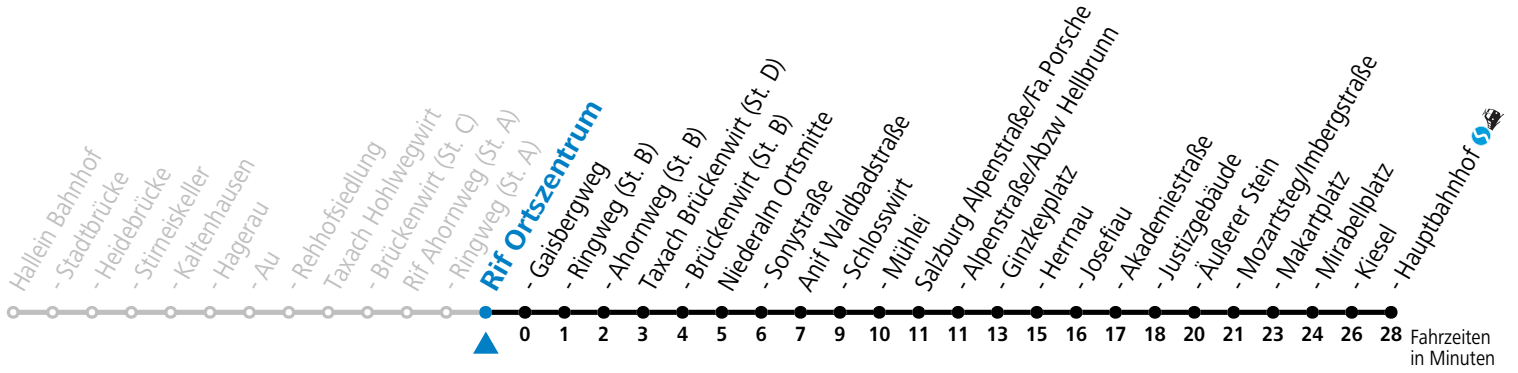 Hallein Bahnhof
- Stadtbrücke
- Heidebrücke
- Stirneiskeller
- Kaltenhausen
- Hagerau
- Au
- Rehhofsiedlung
Taxach Hohlwegwirt
- Brückenwirt (St. C)
Rif Ahornweg (St. A)
- Ringweg (St. A)
Rif Ortszentrum
- Gaisbergweg
- Ringweg (St. B)
- Ahornweg (St. B)
Taxach Brückenwirt (St. D)
- Brückenwirt (St. B)
Niederalm Ortsmitte
- Sonystraße
Anif Waldbadstraße
- Schlosswirt
- Mühlei
Salzburg Alpenstraße/Fa.Porsche
- Alpenstraße/Abzw Hellbrunn
- Ginzkeyplatz
- Herrnau
- Josefiau
- Akademiestraße
- Justizgebäude
- Äußerer Stein
- Mozartsteg/Imbergstraße
- Makartplatz
- Mirabellplatz
- Kiesel
- Hauptbahnhof
0 1 2 3 4 5 6 7 9 10 11 11 13 15 16 17 18 20 21 23 24 26 28 Fahrzeiten
in Minuten